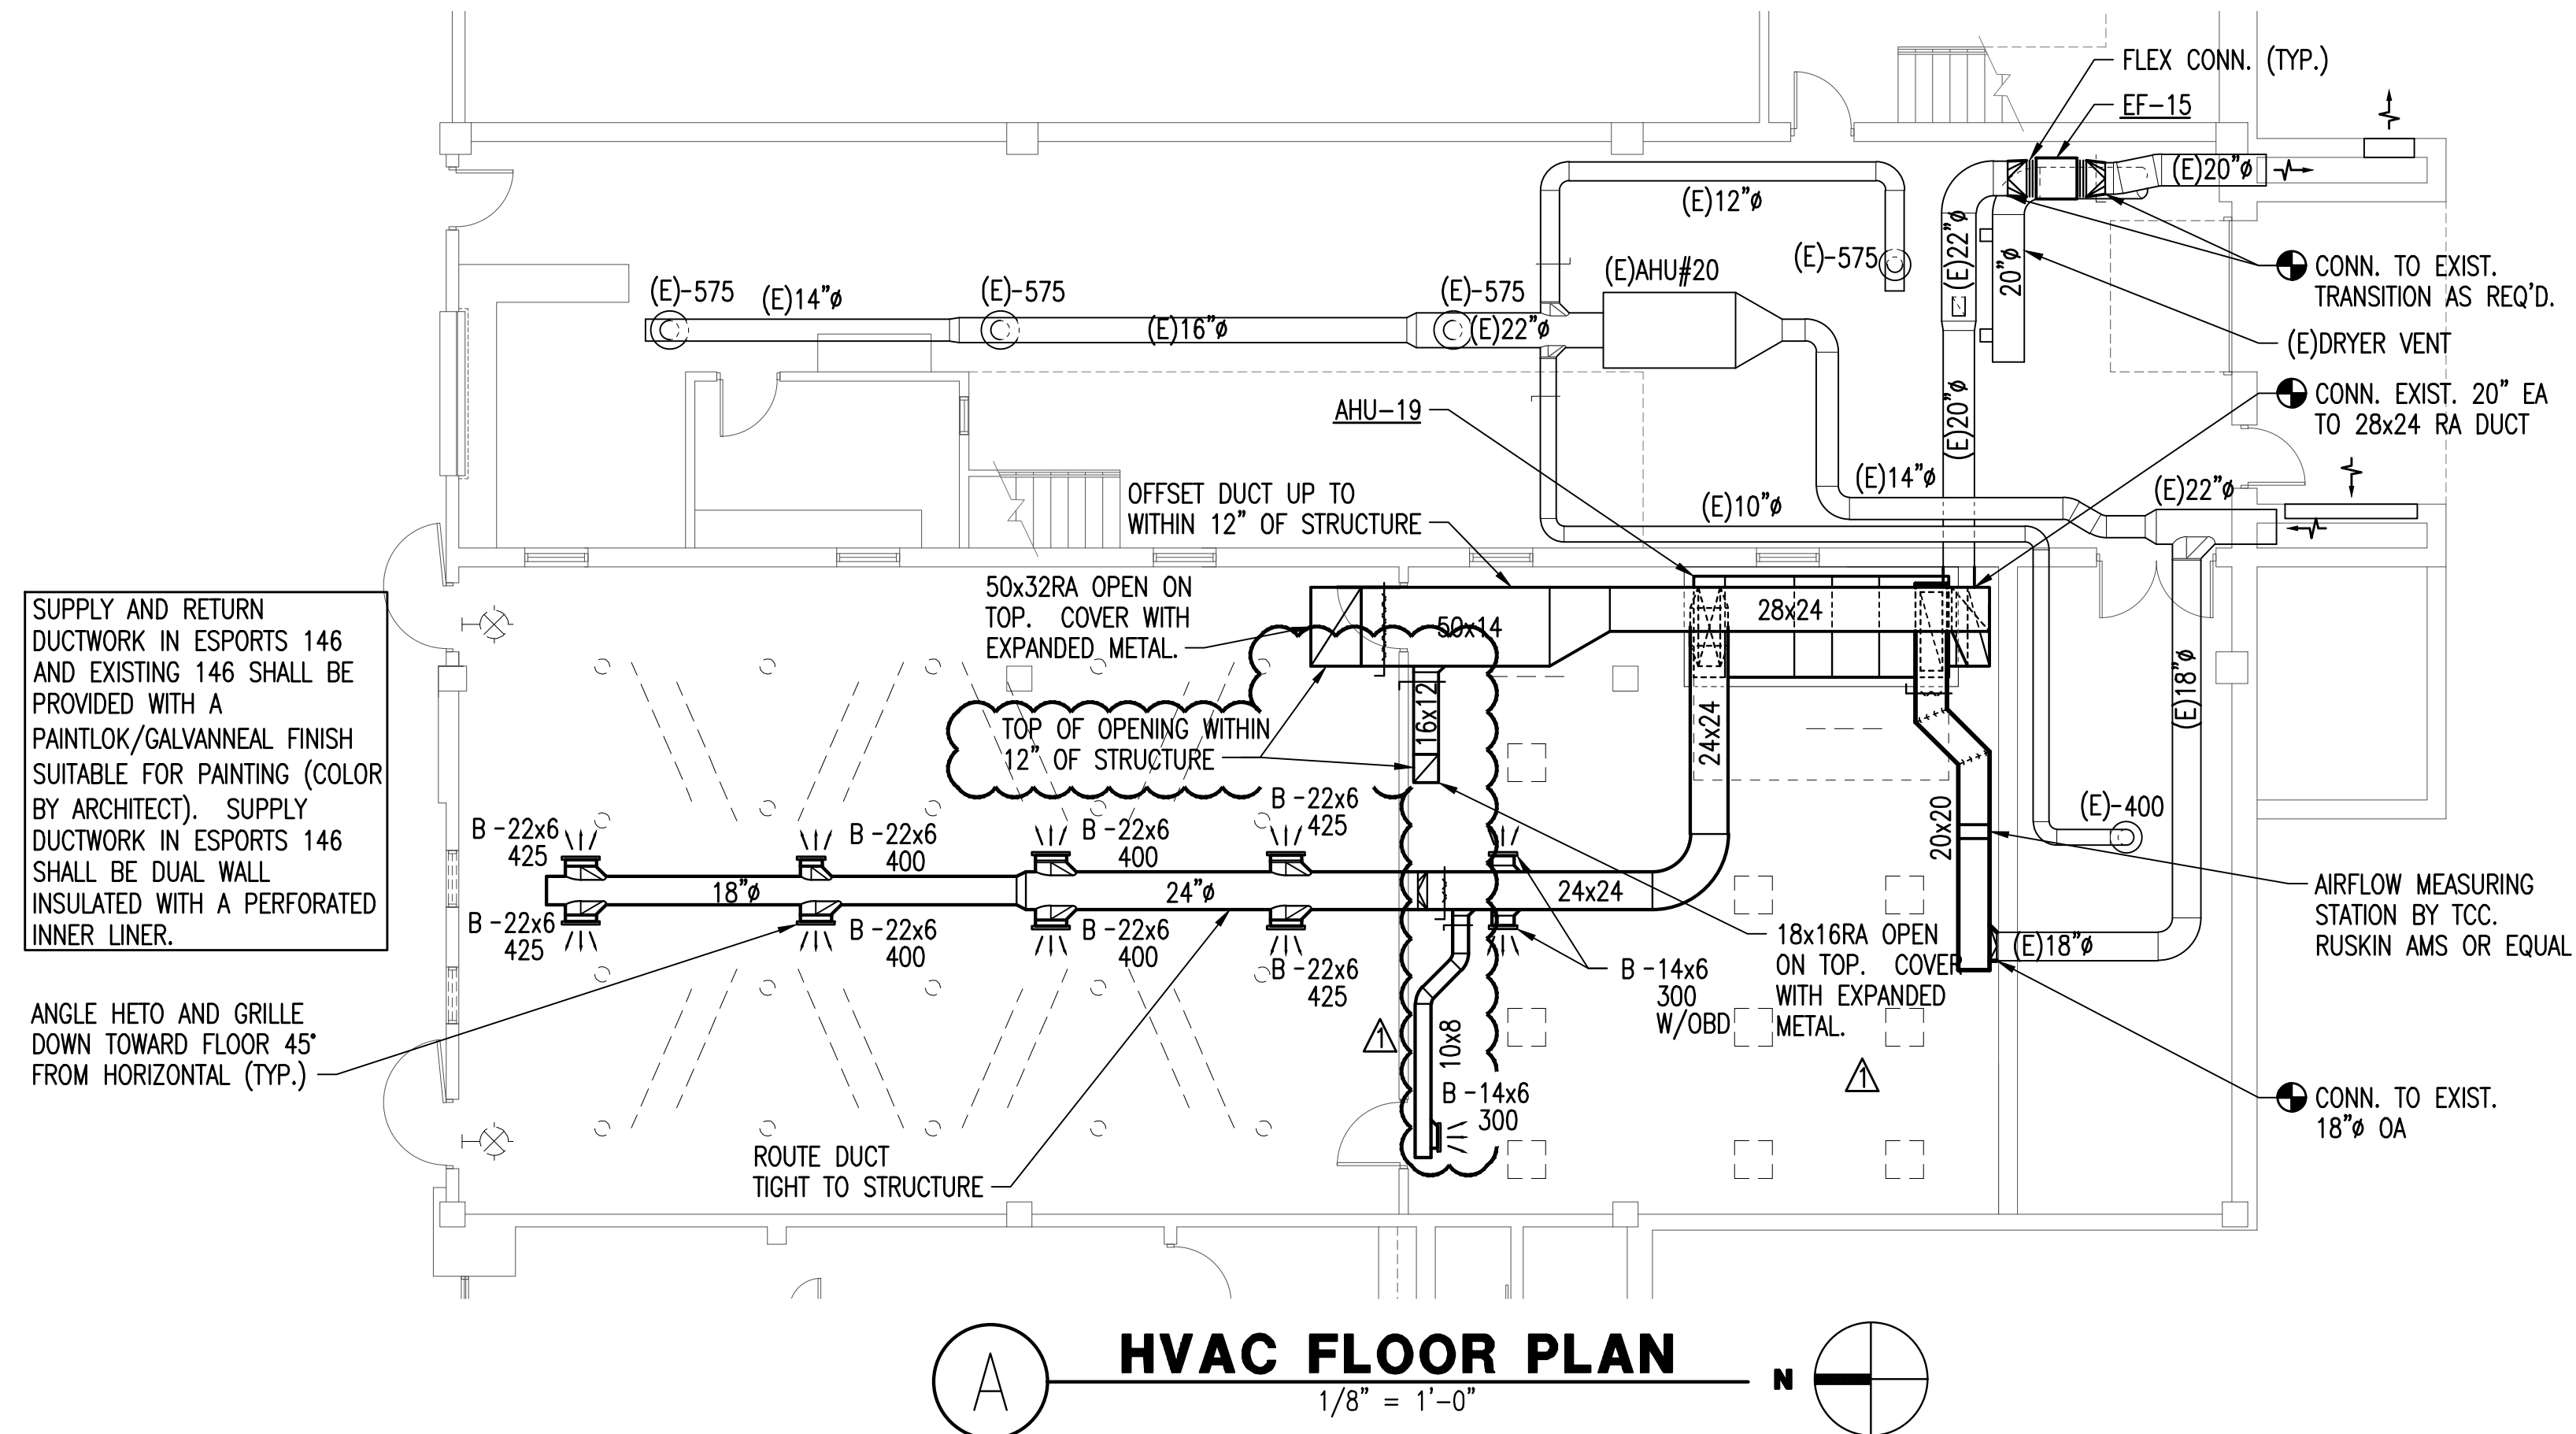 FLEX CONN. (TYP.)
EF-15
(E)20"ø
(E)12"ø
(E)22"ø
20"ø
(E)-575
(E)AHU#20
CONN. TO EXIST.
TRANSITION AS REQ'D.
(E)-575
(E)14"ø
(E)-575
(E)16"ø
(E)-575
(E)22"ø
(E)DRYER VENT
(E)20"ø
CONN. EXIST. 20" EA
TO 28x24 RA DUCT
AHU-19
OFFSET DUCT UP TO
WITHIN 12" OF STRUCTURE
(E)10"ø
(E)14"ø
(E)22"ø
50x32RA OPEN ON
TOP. COVER WITH
EXPANDED METAL.
50x14
28x24
SUPPLY AND RETURN
DUCTWORK IN ESPORTS 146
AND EXISTING 146 SHALL BE
PROVIDED WITH A
PAINTLOK/GALVANNEAL FINISH
SUITABLE FOR PAINTING (COLOR
BY ARCHITECT). SUPPLY
DUCTWORK IN ESPORTS 146
SHALL BE DUAL WALL
INSULATED WITH A PERFORATED
INNER LINER.
TOP OF OPENING WITHIN
12" OF STRUCTURE
16x12
24x24
(E)18"ø
20x20
(E)-400
B -22x6
425
B -22x6
400
B -22x6
400
B -22x6
425
18"ø
24"ø
24x24
B -22x6
425
B -22x6
400
B -22x6
400
B -22x6
425
AIRFLOW MEASURING
STATION BY TCC.
RUSKIN AMS OR EQUAL
18x16RA OPEN
ON TOP. COVER
WITH EXPANDED
METAL.
(E)18"ø
B -14x6
300
W/OBD
ANGLE HETO AND GRILLE
DOWN TOWARD FLOOR 45°
FROM HORIZONTAL (TYP.)
1
10x8
1
B -14x6
300
CONN. TO EXIST.
18"ø OA
ROUTE DUCT
TIGHT TO STRUCTURE
A
HVAC FLOOR PLAN
1/8" = 1'-0"
N